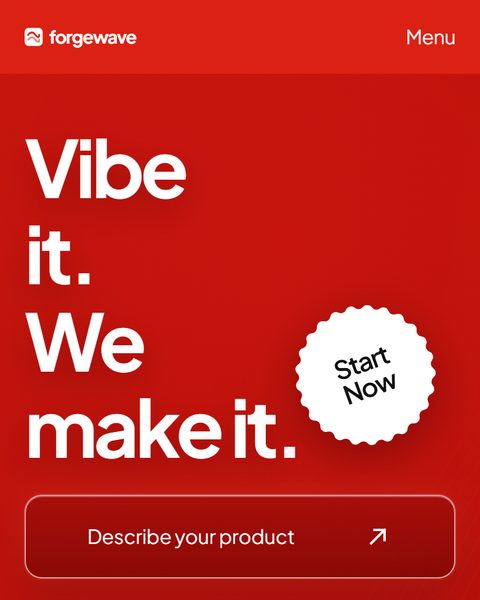 forgewave
Menu
Vibe
it.
We
make it.
Start
Now
Describe your product